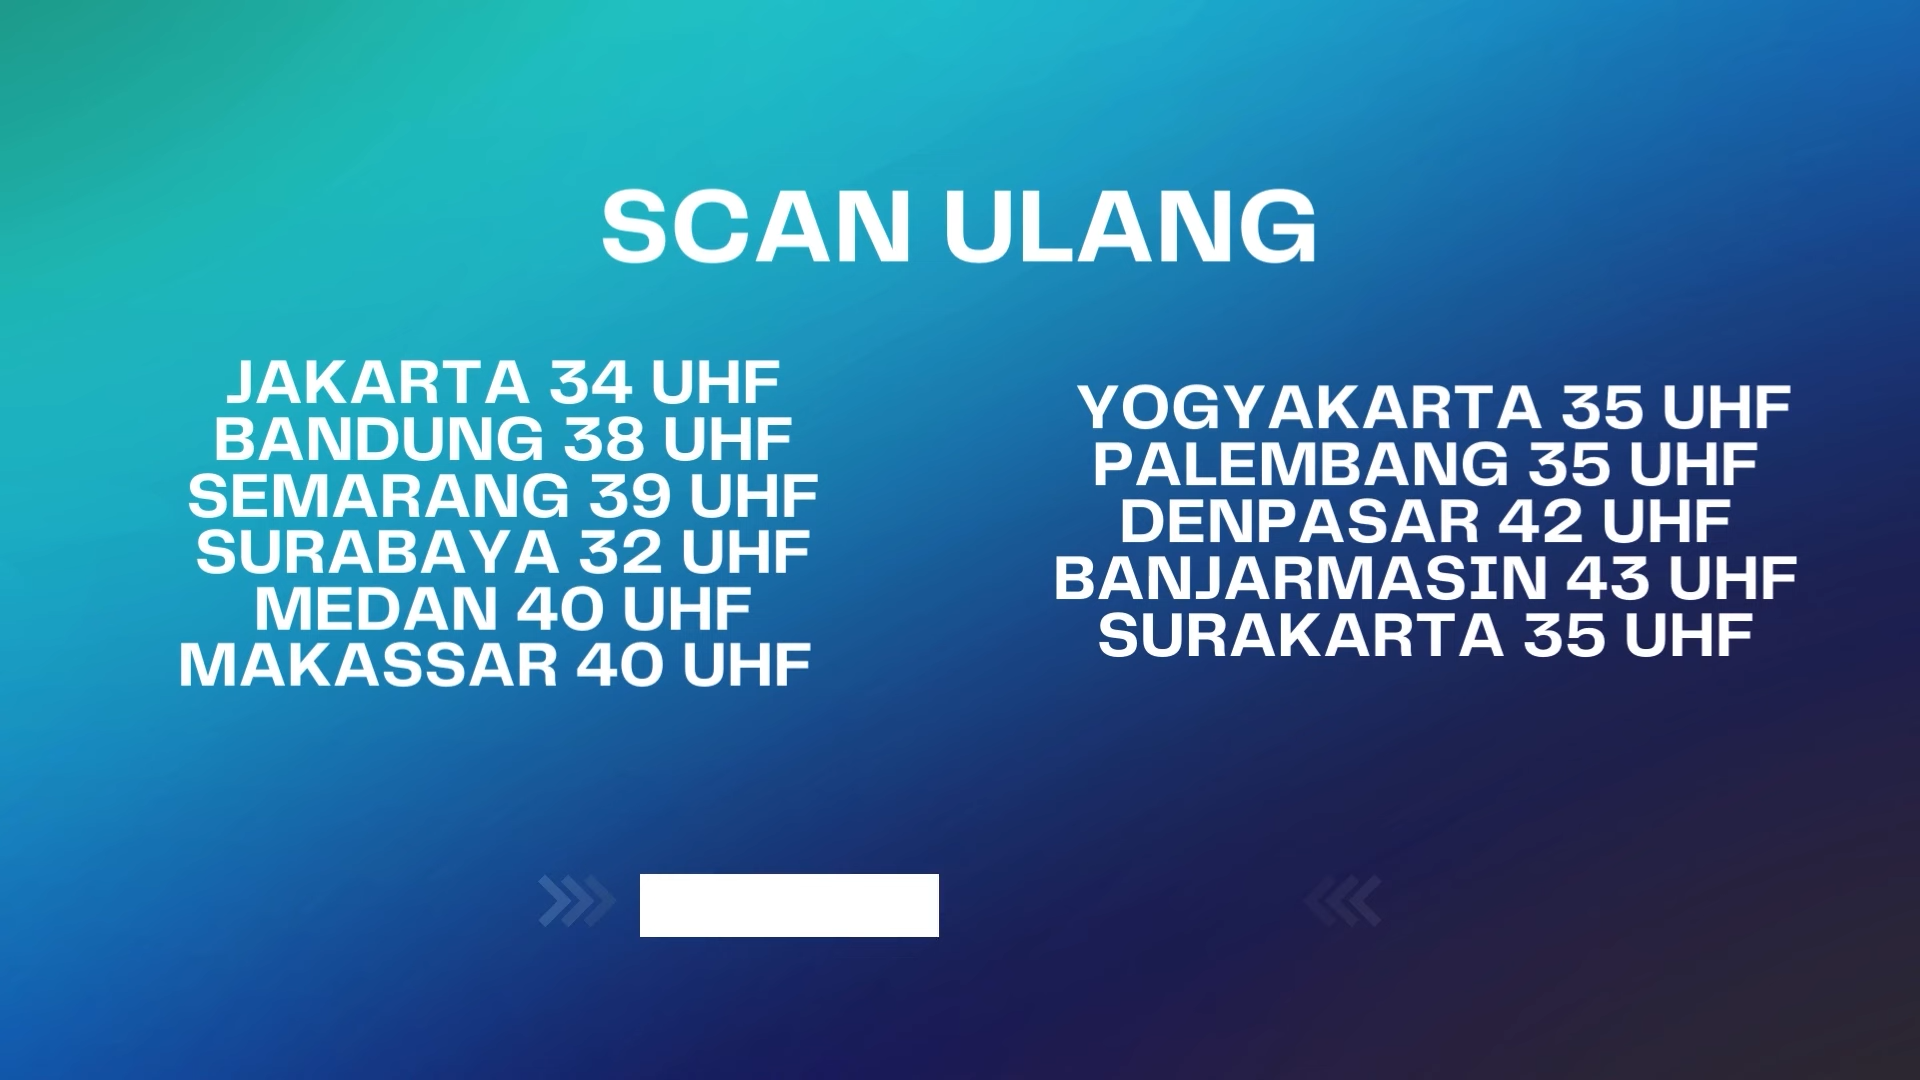 SCAN ULANG
JAKARTA 34 UHF
BANDUNG 38 UHF
SEMARANG 39 UHF
SURABAYA 32 UHF
MEDAN 40 UHF
MAKASSAR 40 UHF
YOGYAKARTA 35 UHF
PALEMBANG 35 UHF
DENPASAR 42 UHF
BANJARMASIN 43 UHF
SURAKARTA 35 UHF